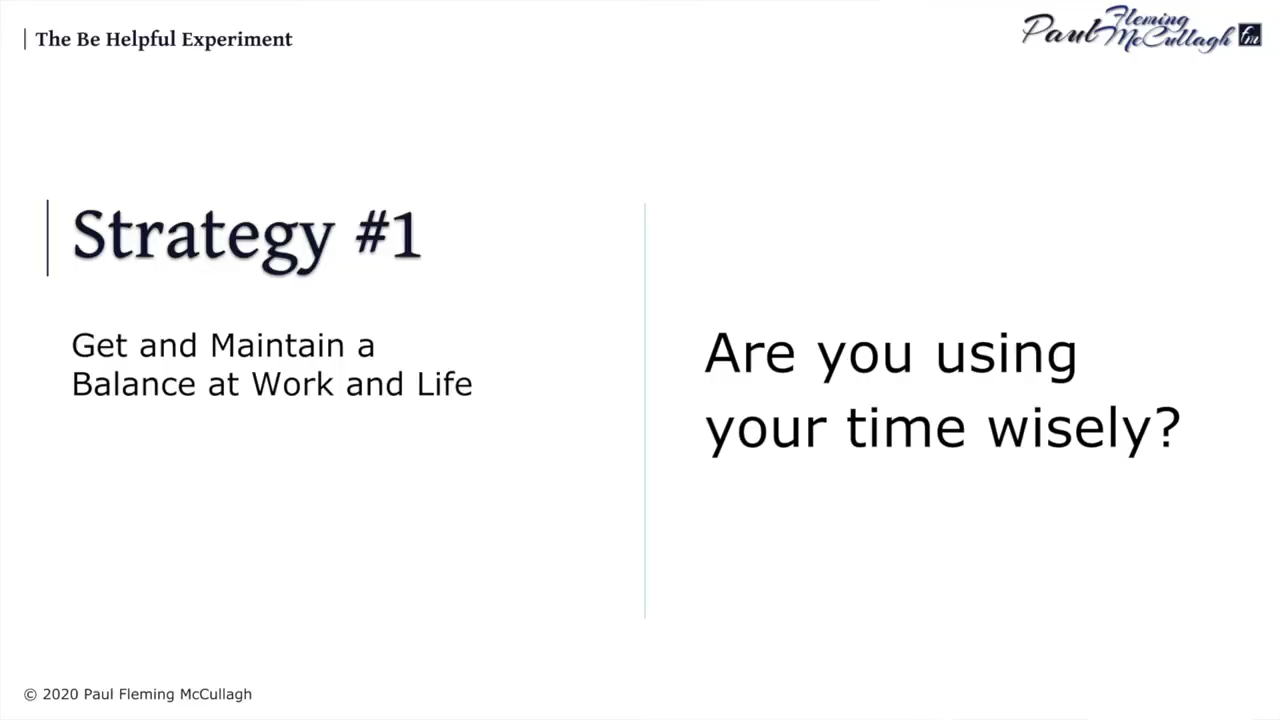 The Be Helpful Experiment
Paul Fleming McCullagh fm
Strategy #1
Get and Maintain a
Balance at Work and Life
Are you using
your time wisely?
© 2020 Paul Fleming McCullagh